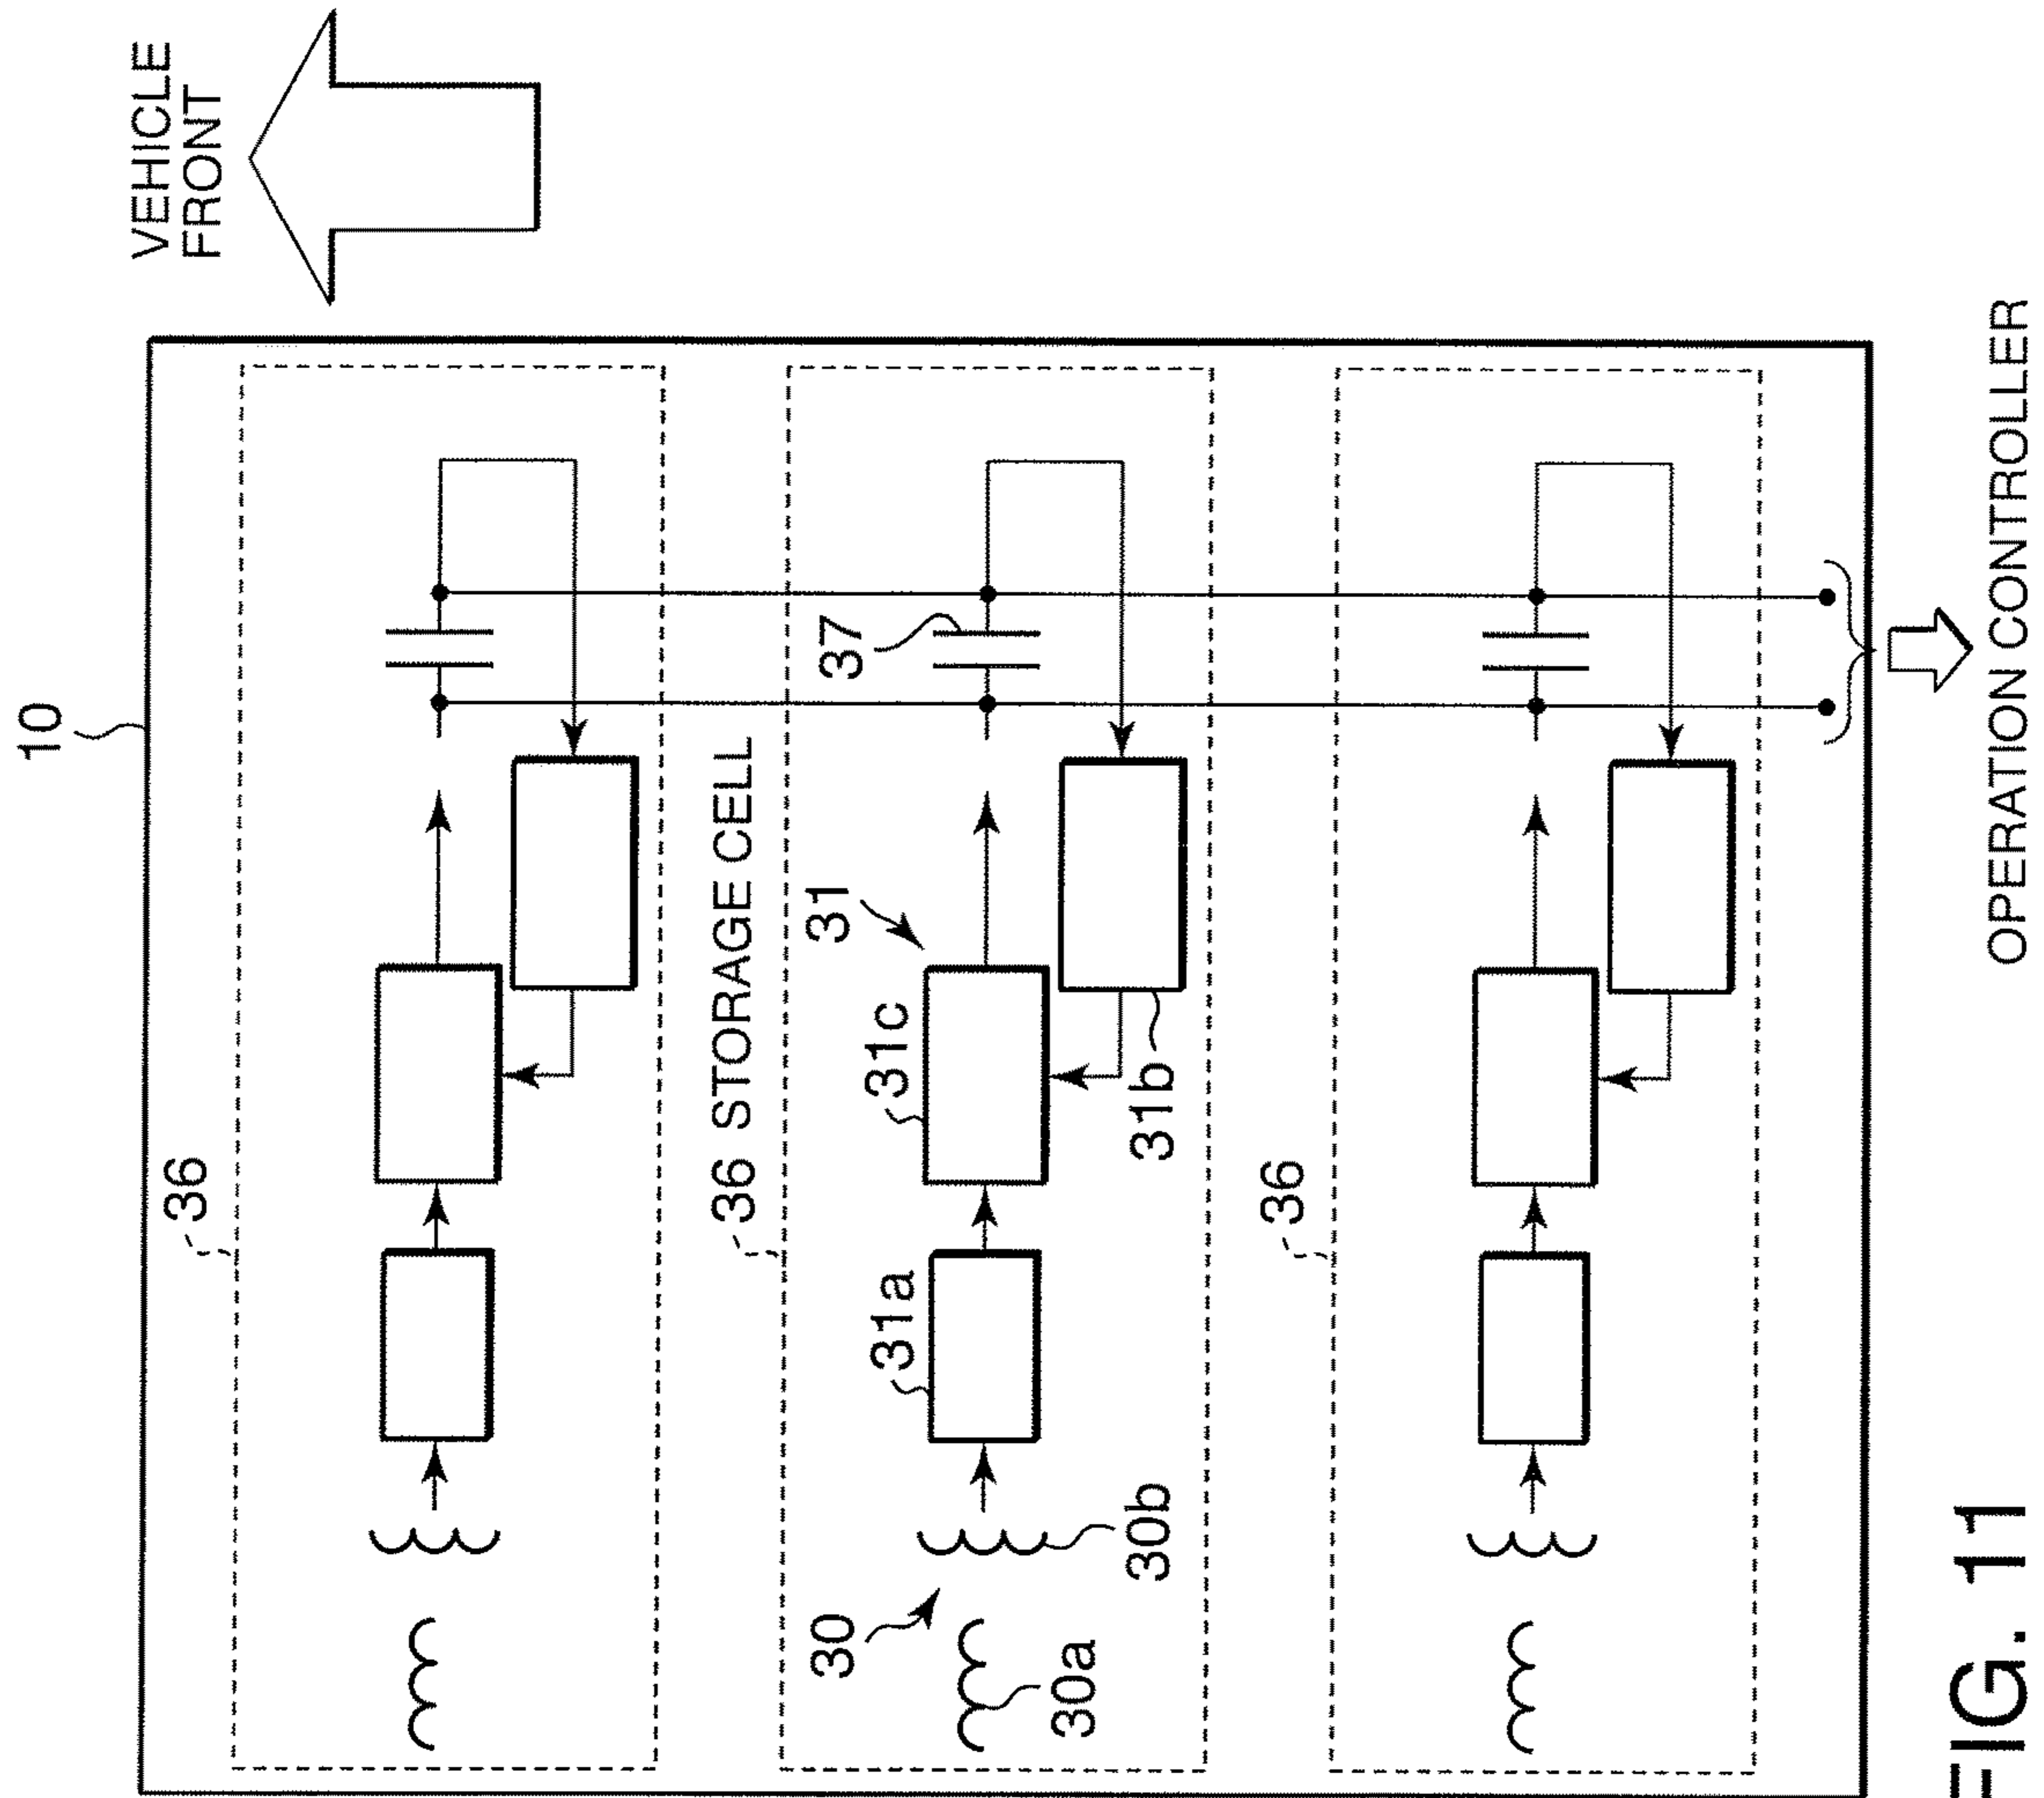 VEHICLE
FRONT
10
36
36 STORAGE CELL
37
31
31c
31b
31a
30
30b
30a
36
OPERATION CONTROLLER
FIG. 11